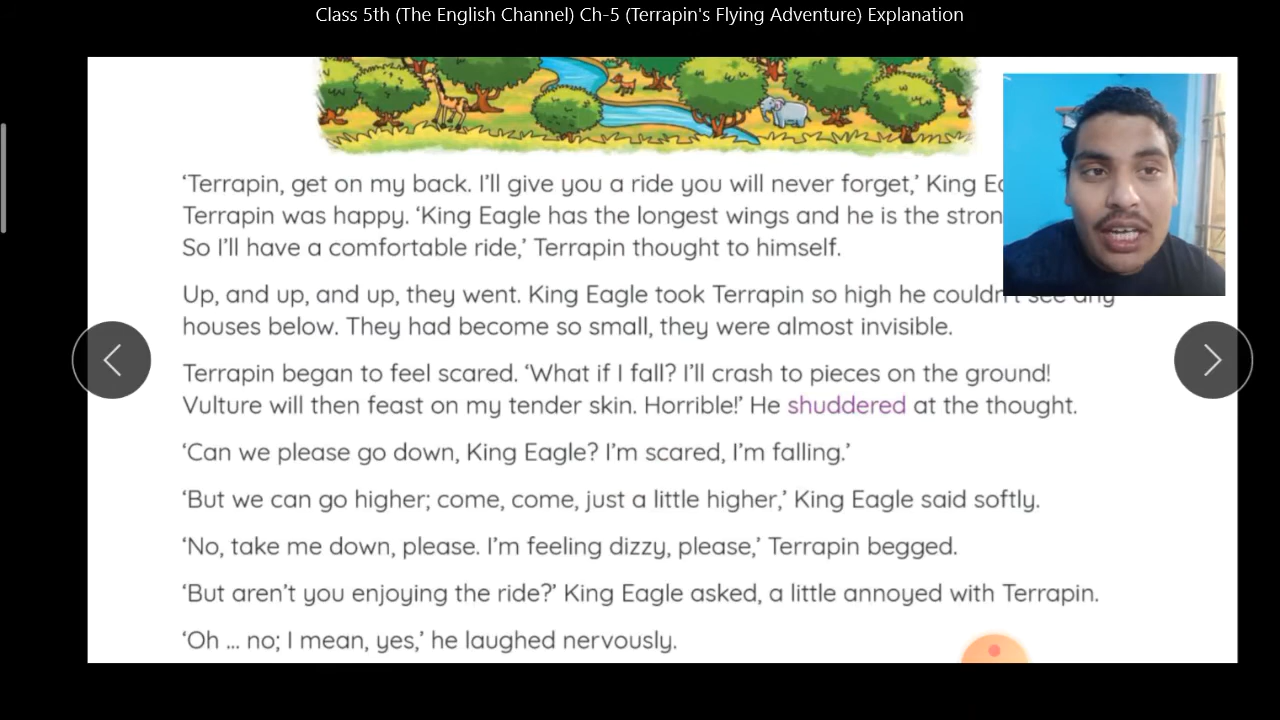 Class 5th (The English Channel) Ch-5 (Terrapin's Flying Adventure) Explanation
‘Terrapin, get on my back. I’ll give you a ride you will never forget,’ King
Terrapin was happy. ‘King Eagle has the longest wings and he is the
So I’ll have a comfortable ride,’ Terrapin thought to himself.
Up, and up, and up, they went. King Eagle took Terrapin so high he couldn’t see any
houses below. They had become so small, they were almost invisible.
Terrapin began to feel scared. ‘What if I fall? I’ll crash to pieces on the ground!
Vulture will then feast on my tender skin. Horrible!’ He shuddered at the thought.
‘Can we please go down, King Eagle? I’m scared, I’m falling.’
‘But we can go higher; come, come, just a little higher,’ King Eagle said softly.
‘No, take me down, please. I’m feeling dizzy, please,’ Terrapin begged.
‘But aren’t you enjoying the ride?’ King Eagle asked, a little annoyed with Terrapin.
‘Oh ... no; I mean, yes,’ he laughed nervously.